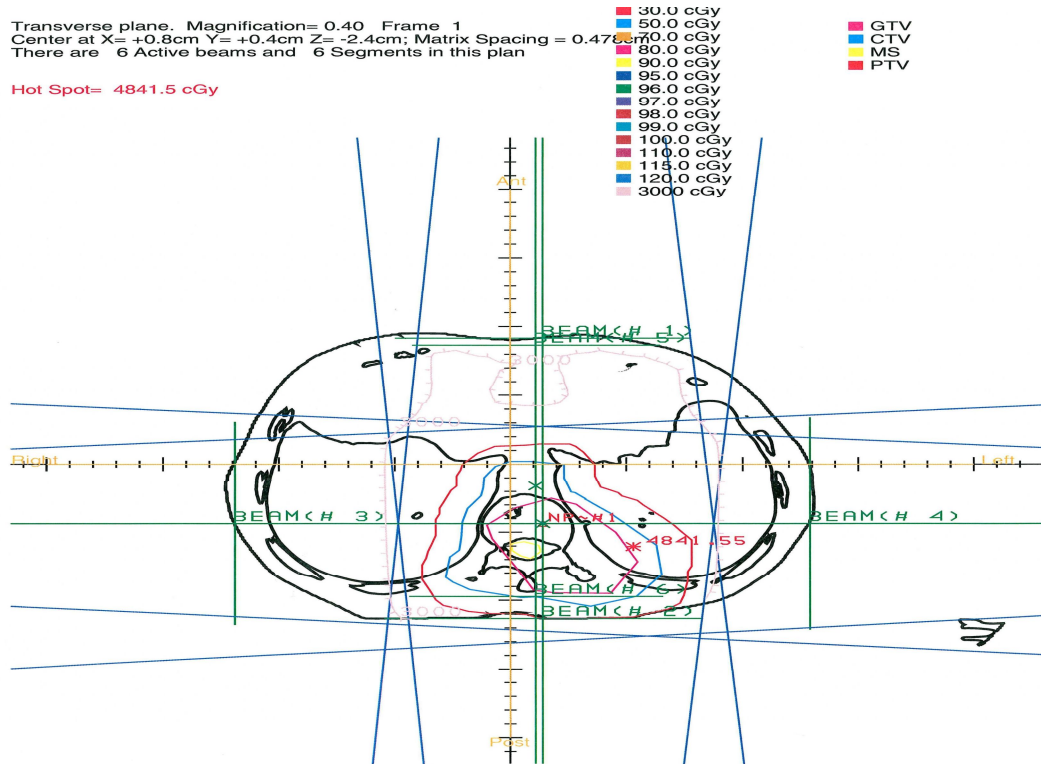 Transverse plane. Magnification= 0.40 Frame 1
Center at X= +0.8cm Y= +0.4cm Z= -2.4cm; Matrix Spacing = 0.478cm
There are 6 Active beams and 6 Segments in this plan
Hot Spot= 4841.5 cGy
30.0 cGy
50.0 cGy
70.0 cGy
80.0 cGy
90.0 cGy
95.0 cGy
96.0 cGy
97.0 cGy
98.0 cGy
99.0 cGy
100.0 cGy
110.0 cGy
115.0 cGy
120.0 cGy
3000 cGy
GTV
CTV
MS
PTV
Ant
BEAM(# 1)
BEAM(# 5)
3000
3000
Right
Left
BEAM(# 3)
BEAM(# 4)
4841.55
BEAM(# 6)
3000
BEAM(# 2)
Post